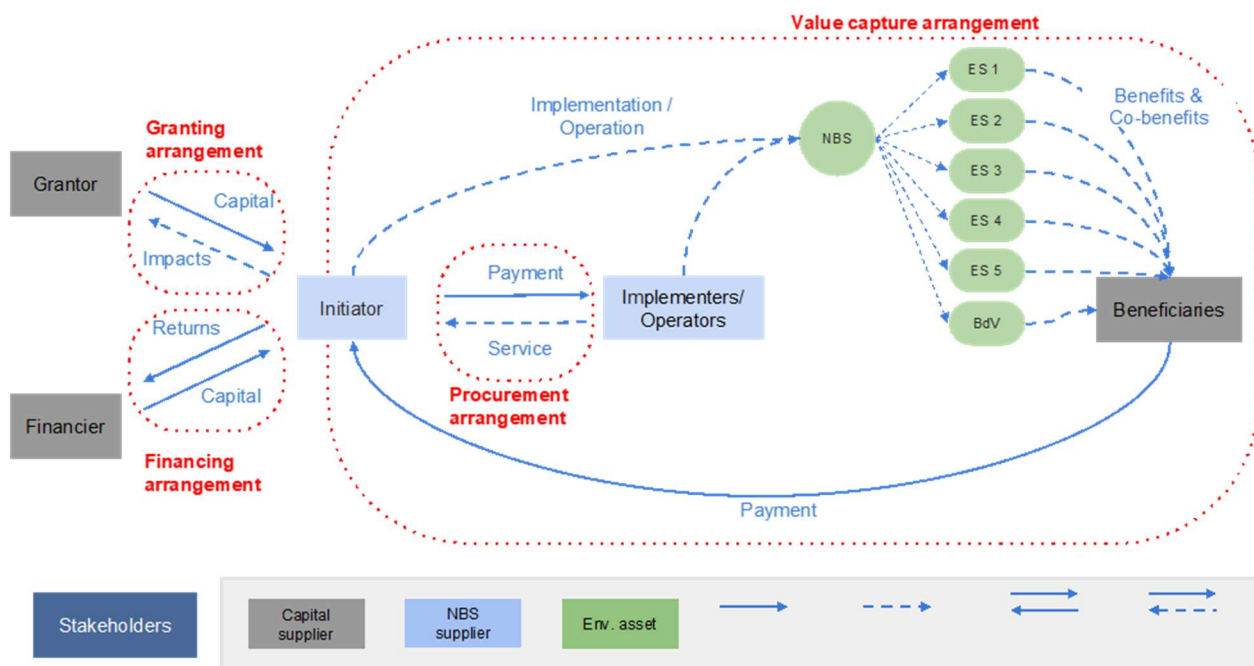 Value capture arrangement
ES 1
Implementation /
Operation
Benefits &
Co-benefits
Granting
arrangement
ES 2
NBS
Grantor
Capital
ES 3
Impacts
ES 4
Payment
ES 5
Initiator
Implementers/
Operators
Beneficiaries
Returns
BdV
Service
Capital
Procurement
arrangement
Financier
Financing
arrangement
Payment
Stakeholders
Capital
supplier
NBS
supplier
Env. asset